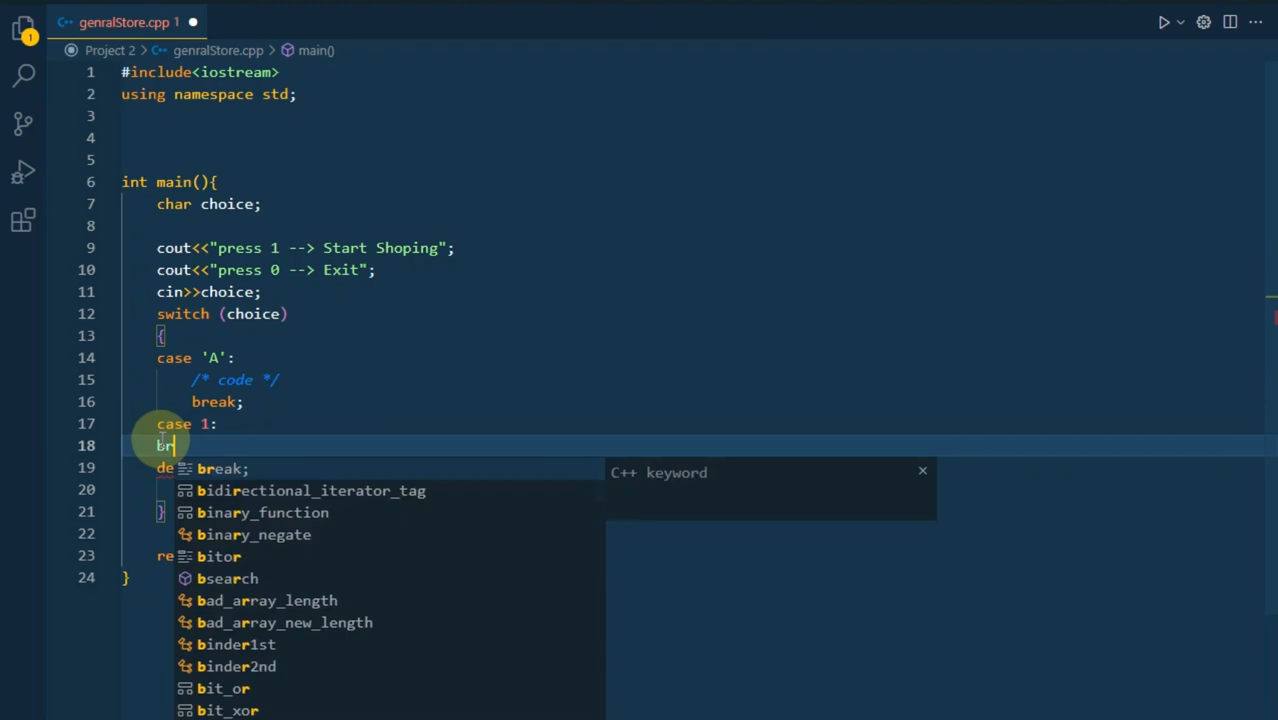 genralStore.cpp 1
1
Project 2 > genralStore.cpp > main()
1 #include<iostream>
2 using namespace std;
3
4
5
6 int main(){
7 char choice;
8
9 cout<<"press 1 --> Start Shoping";
10 cout<<"press 0 --> Exit";
11 cin>>choice;
12 switch (choice)
13 {
14 case 'A':
15 /* code */
16 break;
17 case 1:
18 br
19 de break; C++ keyword ×
20 bidirectional_iterator_tag
21 } binary_function
22 binary_negate
23 re bitor
24 } bsearch
bad_array_length
bad_array_new_length
binder1st
binder2nd
bit_or
bit_xor